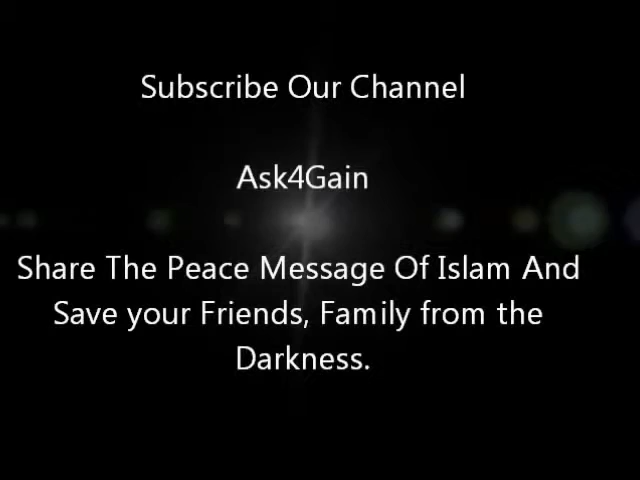 Subscribe Our Channel
Ask4Gain
Share The Peace Message Of Islam And
Save your Friends, Family from the
Darkness.